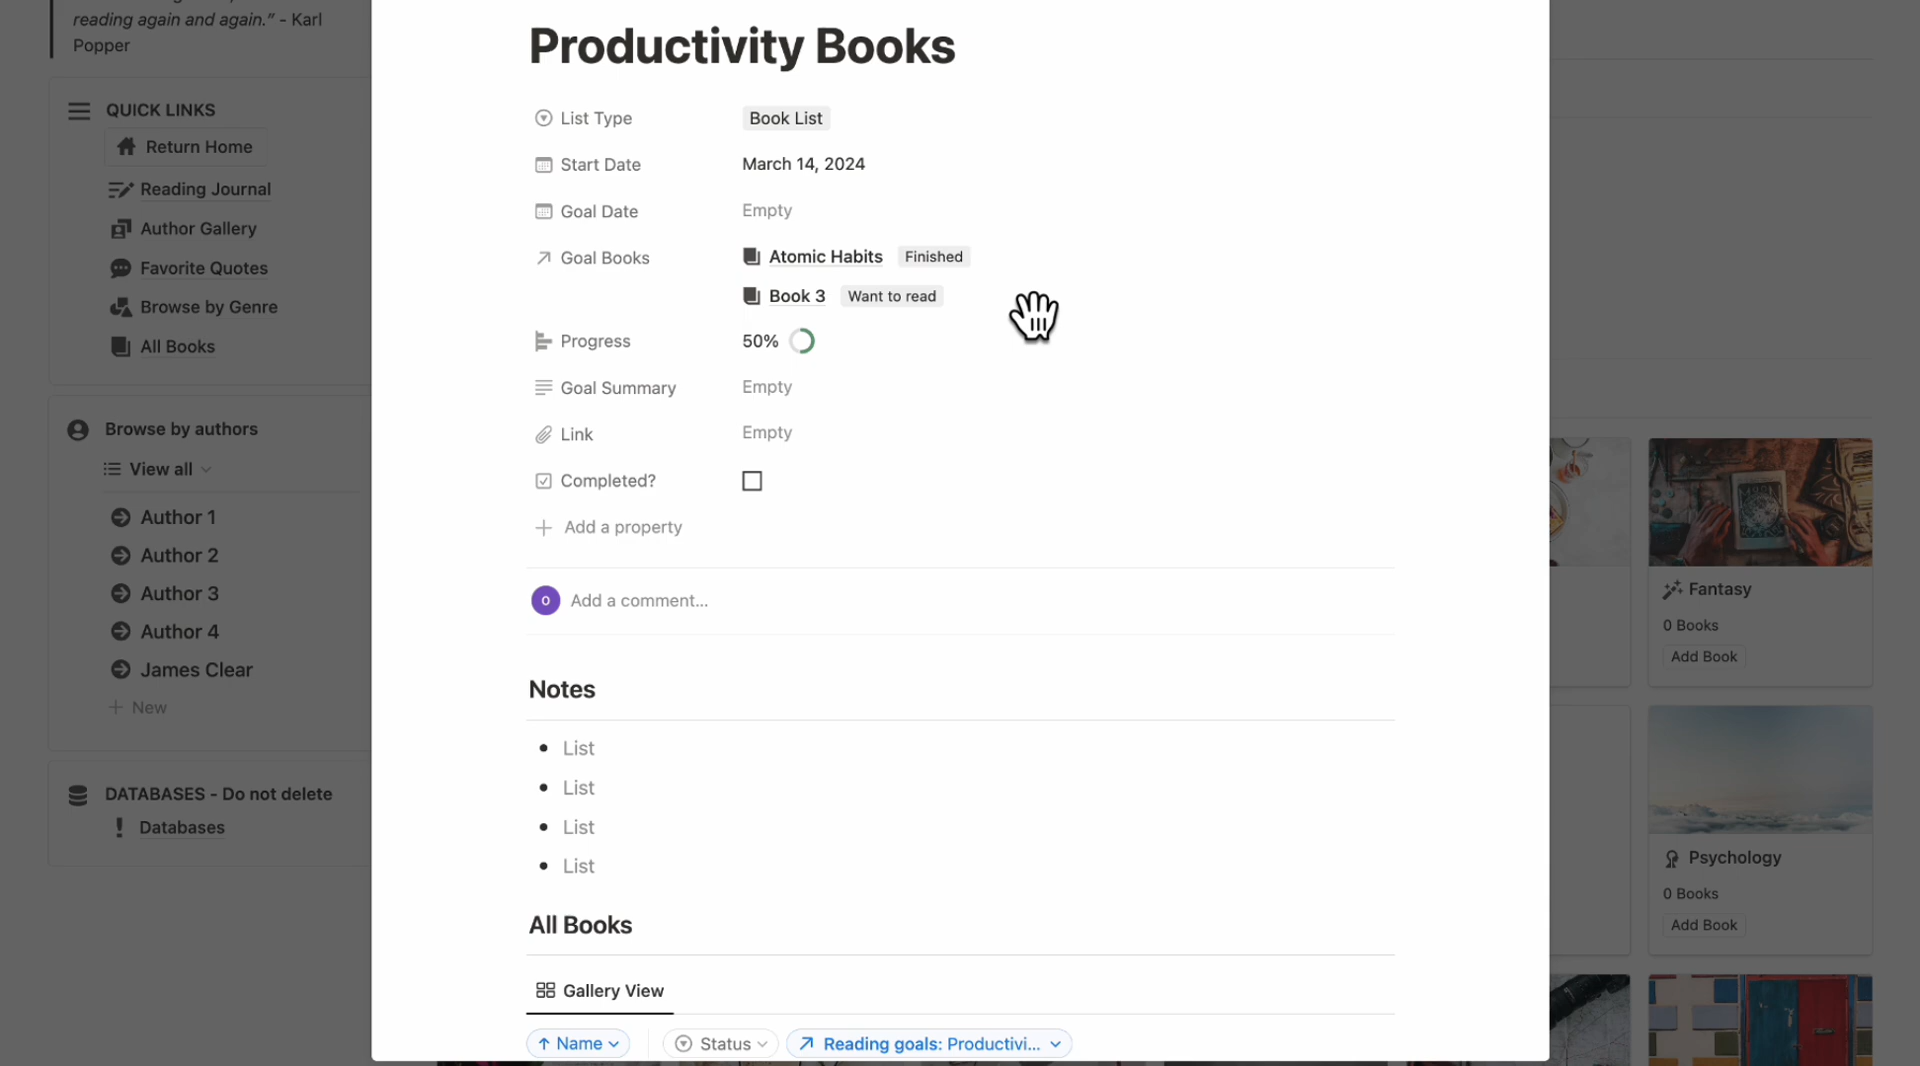 reading again and again." - Karl
Popper
QUICK LINKS
Return Home
Reading Journal
Author Gallery
Favorite Quotes
Browse by Genre
All Books
Browse by authors
View all
Author 1
Author 2
Author 3
Author 4
James Clear
New
DATABASES - Do not delete
Databases
Productivity Books
List Type Book List
Start Date March 14, 2024
Goal Date Empty
Goal Books Atomic Habits Finished
Book 3 Want to read
Progress 50%
Goal Summary Empty
Link Empty
Completed?
Add a property
O Add a comment...
Notes
List
List
List
List
All Books
Gallery View
Name Status Reading goals: Productivi...
Fantasy
0 Books
Add Book
Psychology
0 Books
Add Book